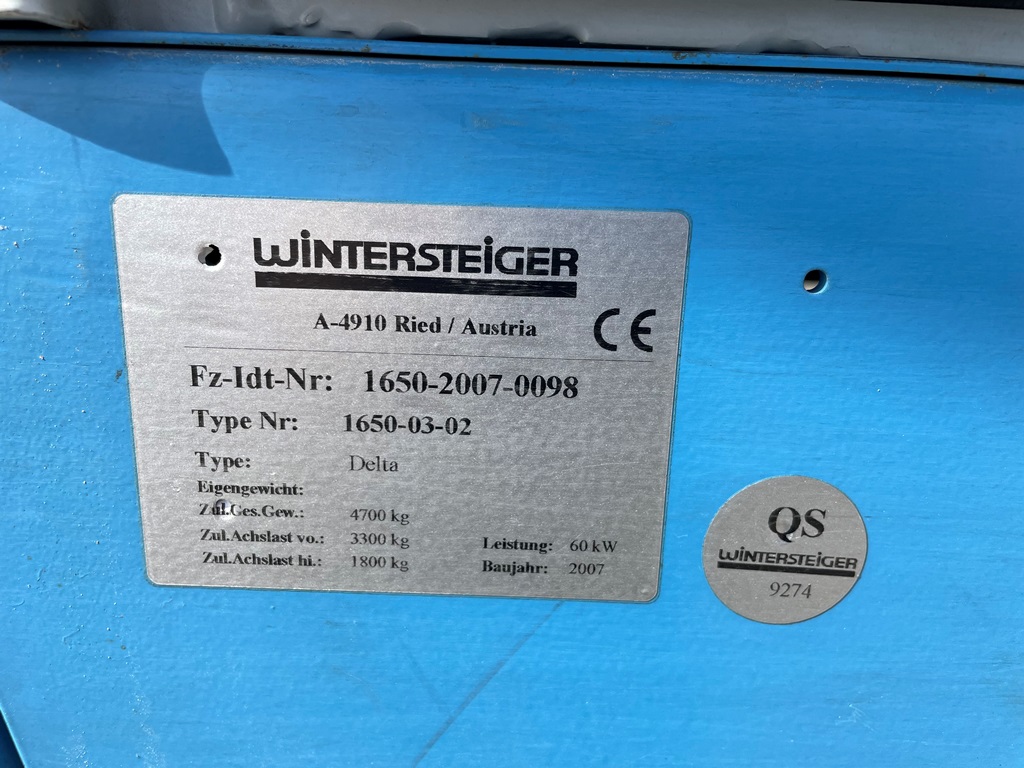 WINTERSTEIGER
A-4910 Ried / Austria
CE
Fz-Idt-Nr: 1650-2007-0098
Type Nr: 1650-03-02
Type: Delta
Eigengewicht:
Zul.Ges.Gew.: 4700 kg
Zul.Achslast vo.: 3300 kg
Leistung: 60 kW
Zul.Achslast hi.: 1800 kg
Baujahr: 2007
QS
WINTERSTEIGER
9274